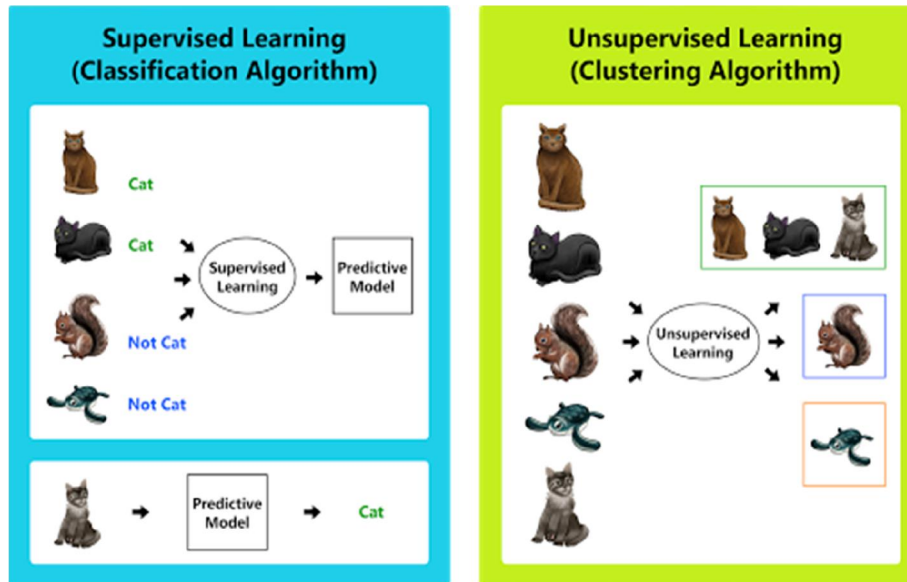 Supervised Learning
(Classification Algorithm)
Cat
Cat
Supervised
Learning
Predictive
Model
Not Cat
Not Cat
Predictive
Model
Cat
Unsupervised Learning
(Clustering Algorithm)
Unsupervised
Learning